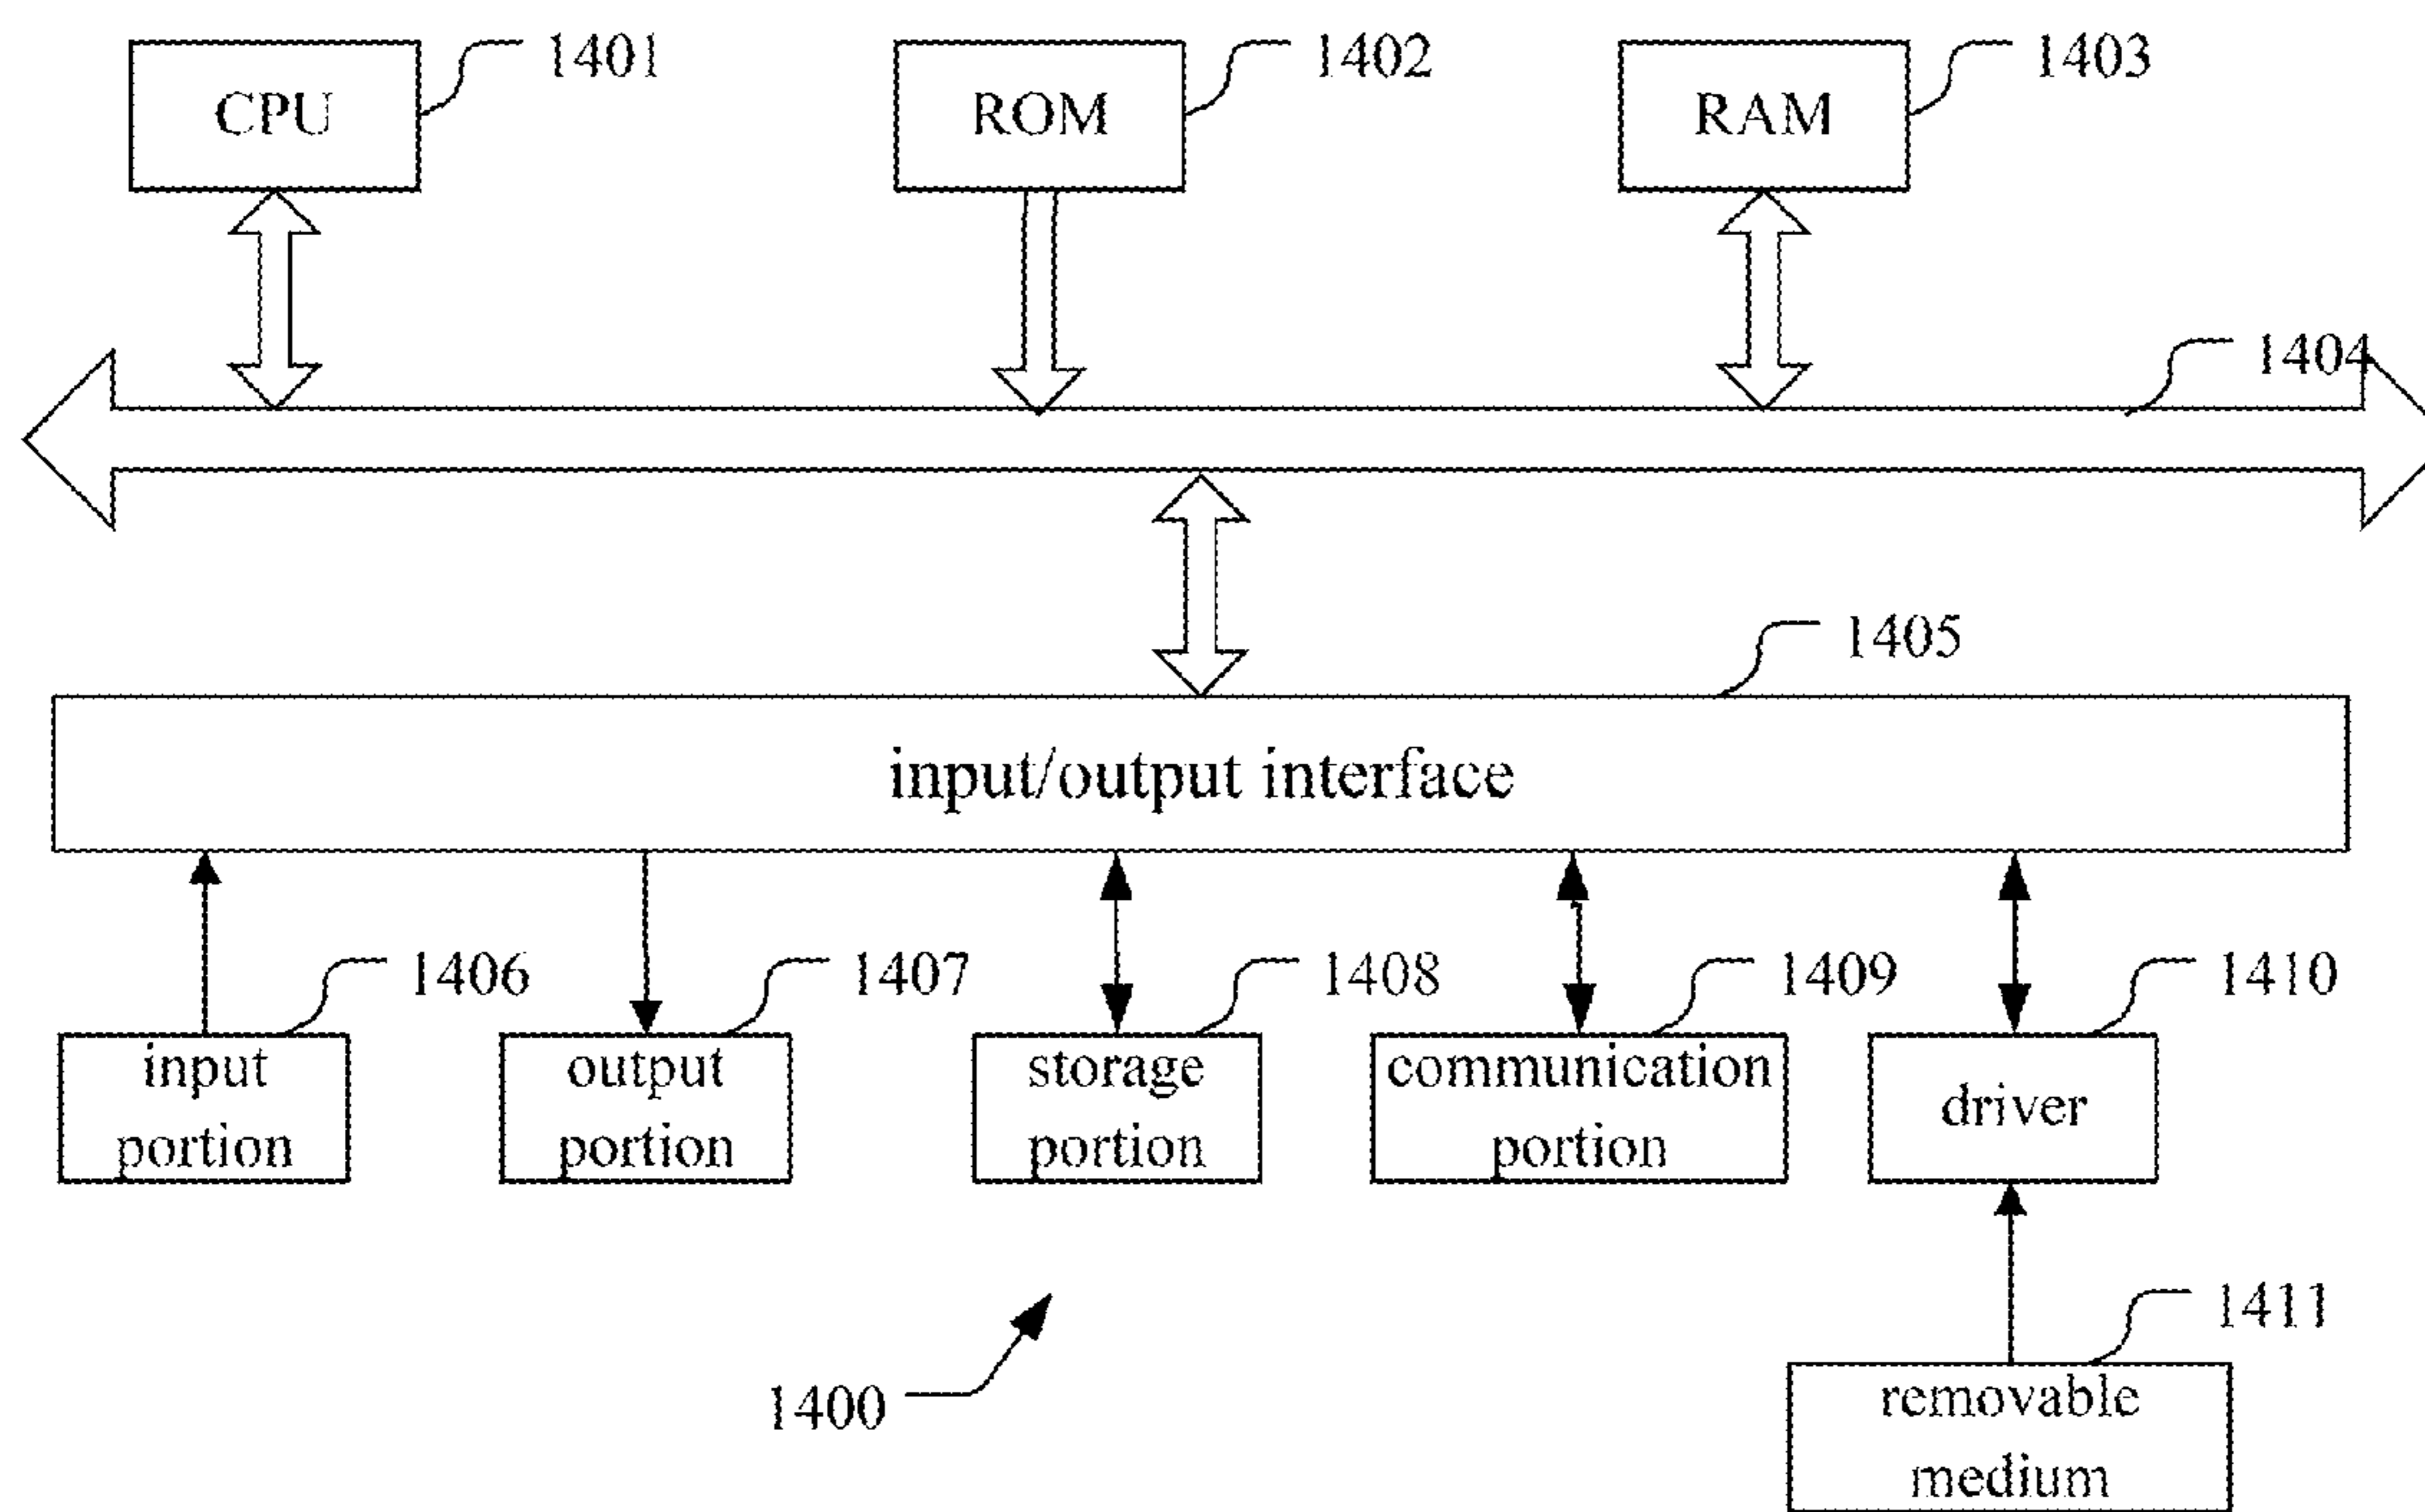 CPU
1401
ROM
1402
RAM
1403
1404
1405
input/output interface
1406
1407
1408
1409
1410
input
portion
output
portion
storage
portion
communication
portion
driver
1411
1400
removable
medium